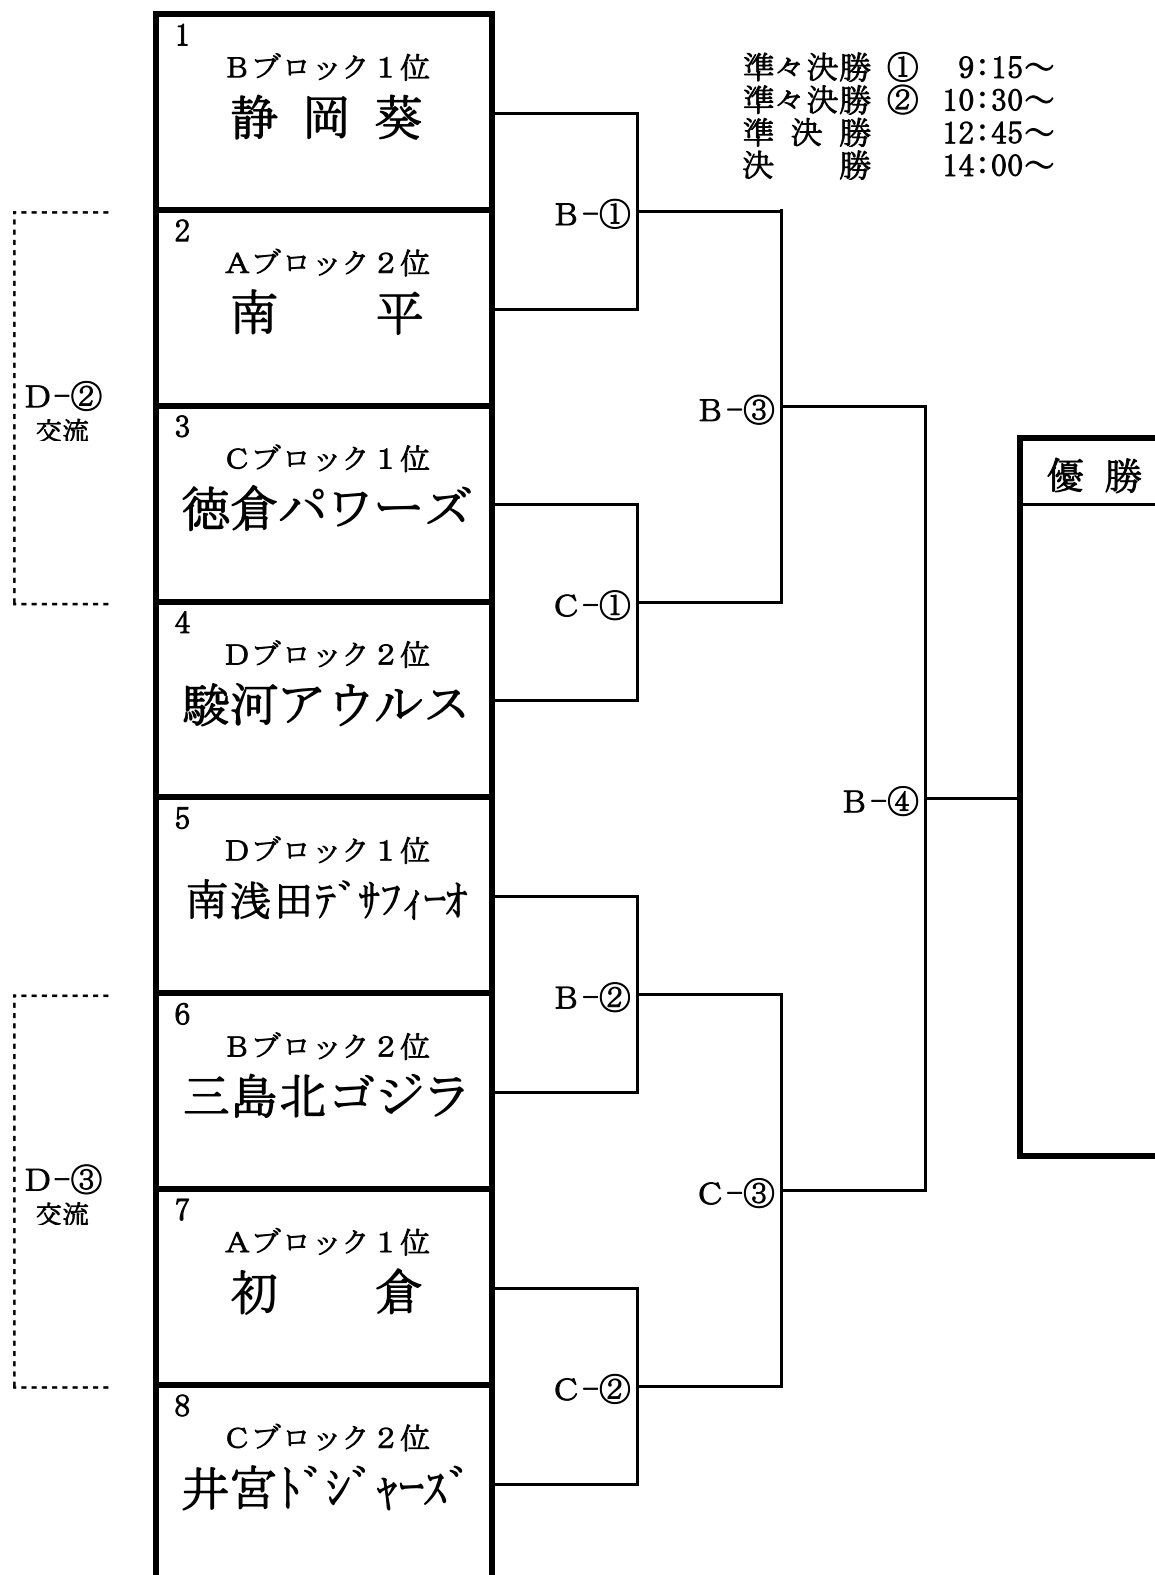 1
Bブロック1位
静 岡 葵
2
Aブロック2位
南 平
3
Cブロック1位
徳倉パワーズ
4
Dブロック2位
駿河アウルス
5
Dブロック1位
南浅田ﾃﾞｻﾌｨｰｵ
6
Bブロック2位
三島北ゴジラ
7
Aブロック1位
初 倉
8
Cブロック2位
井宮ﾄﾞｼﾞｬｰｽﾞ
D-②
交流
D-③
交流
B-①
C-①
B-②
C-②
B-③
C-③
B-④
準々決勝 ① 9:15～
準々決勝 ② 10:30～
準 決 勝 12:45～
決 勝 14:00～
優 勝